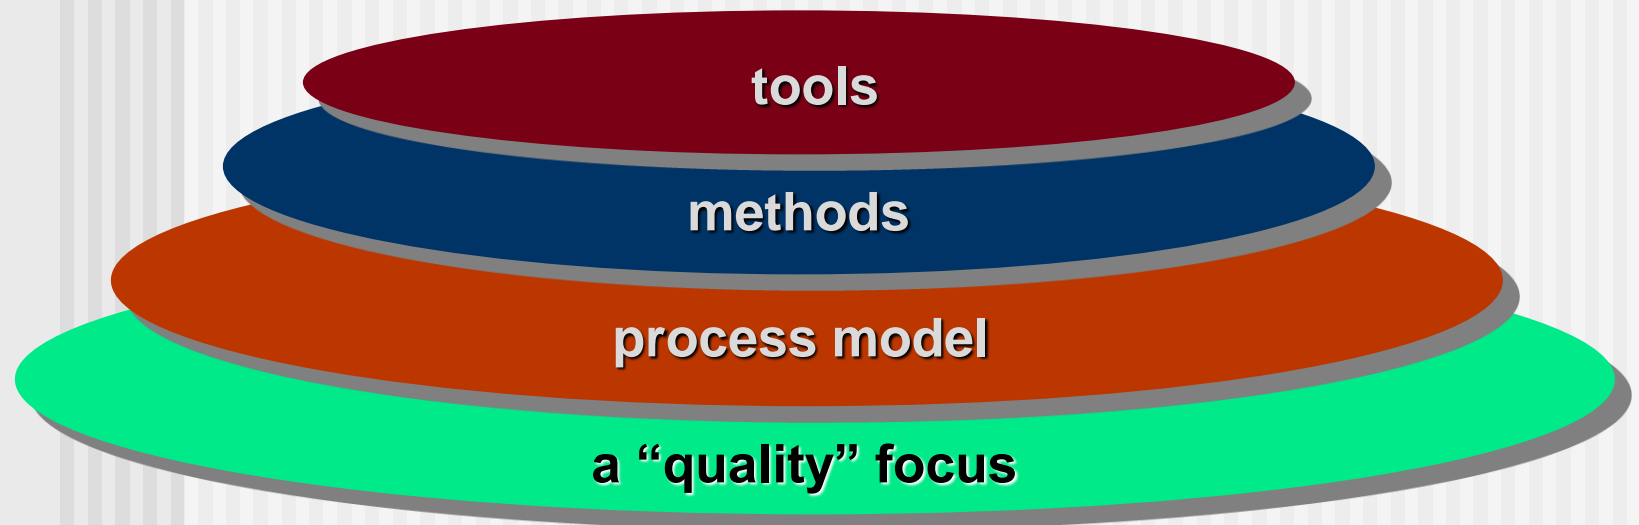 tools
methods
process model
a “quality” focus